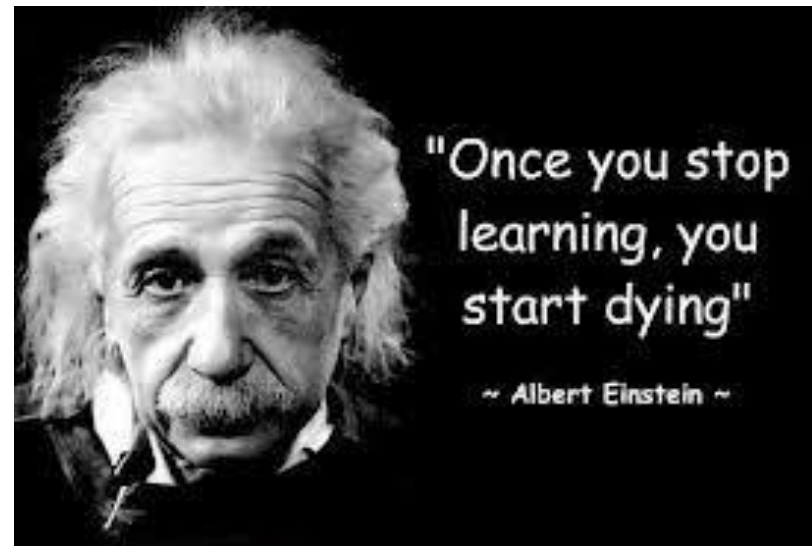 "Once you stop
learning, you
start dying"
~ Albert Einstein ~